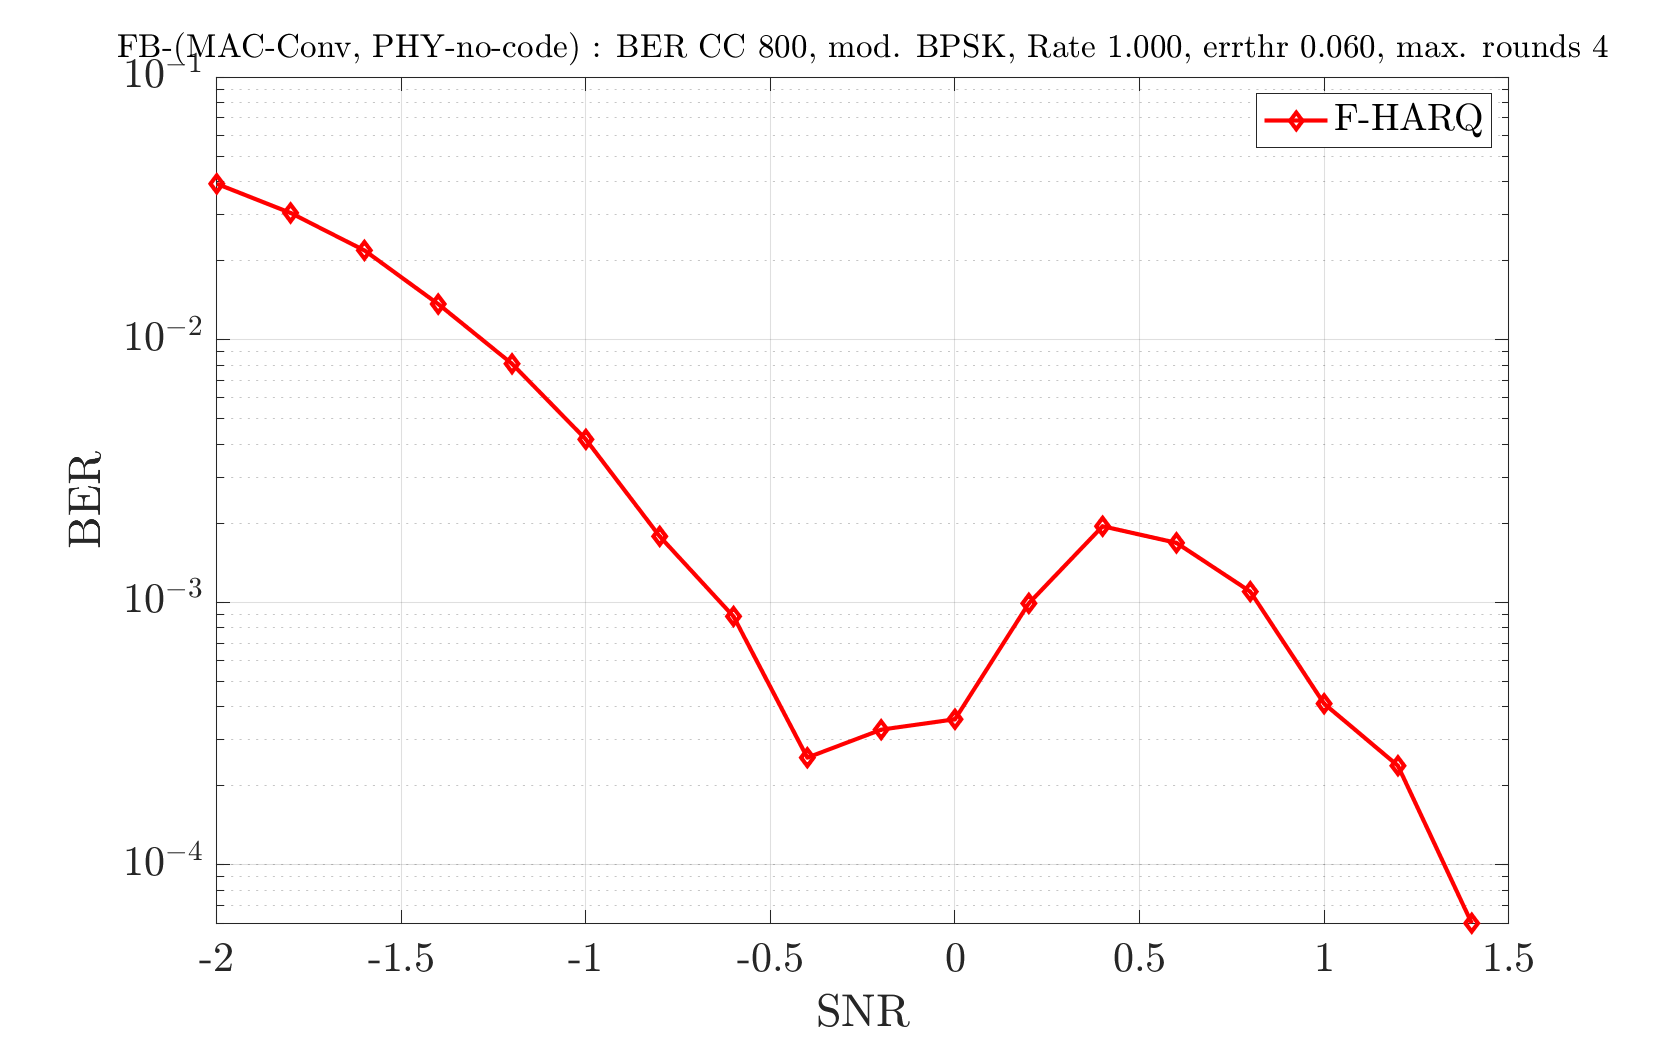 FB-(MAC-Conv, PHY-no-code) : BER CC 800, mod. BPSK, Rate 1.000, errthr 0.060, max. rounds 4
F-HARQ
10^{-1}
10^{-2}
10^{-3}
10^{-4}
BER
-2 -1.5 -1 -0.5 0 0.5 1 1.5
SNR